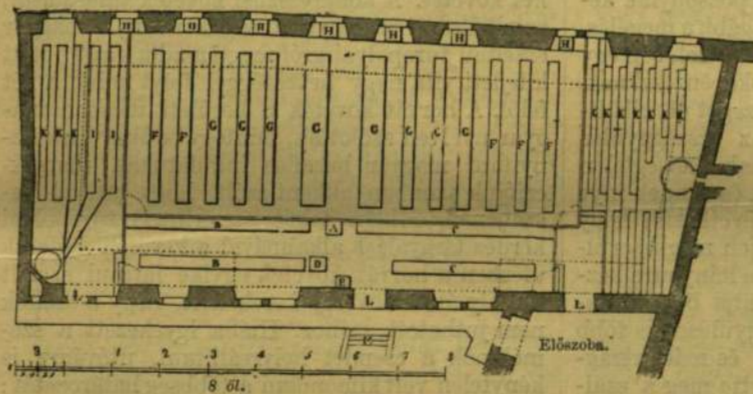 H H H H H H H
K K K I I F F G G G G G G G G F F F K K K K K K K
B A C
B D C
E
L L L
Előszoba.
1 2 3 4 5 6 7 8
8 öl.